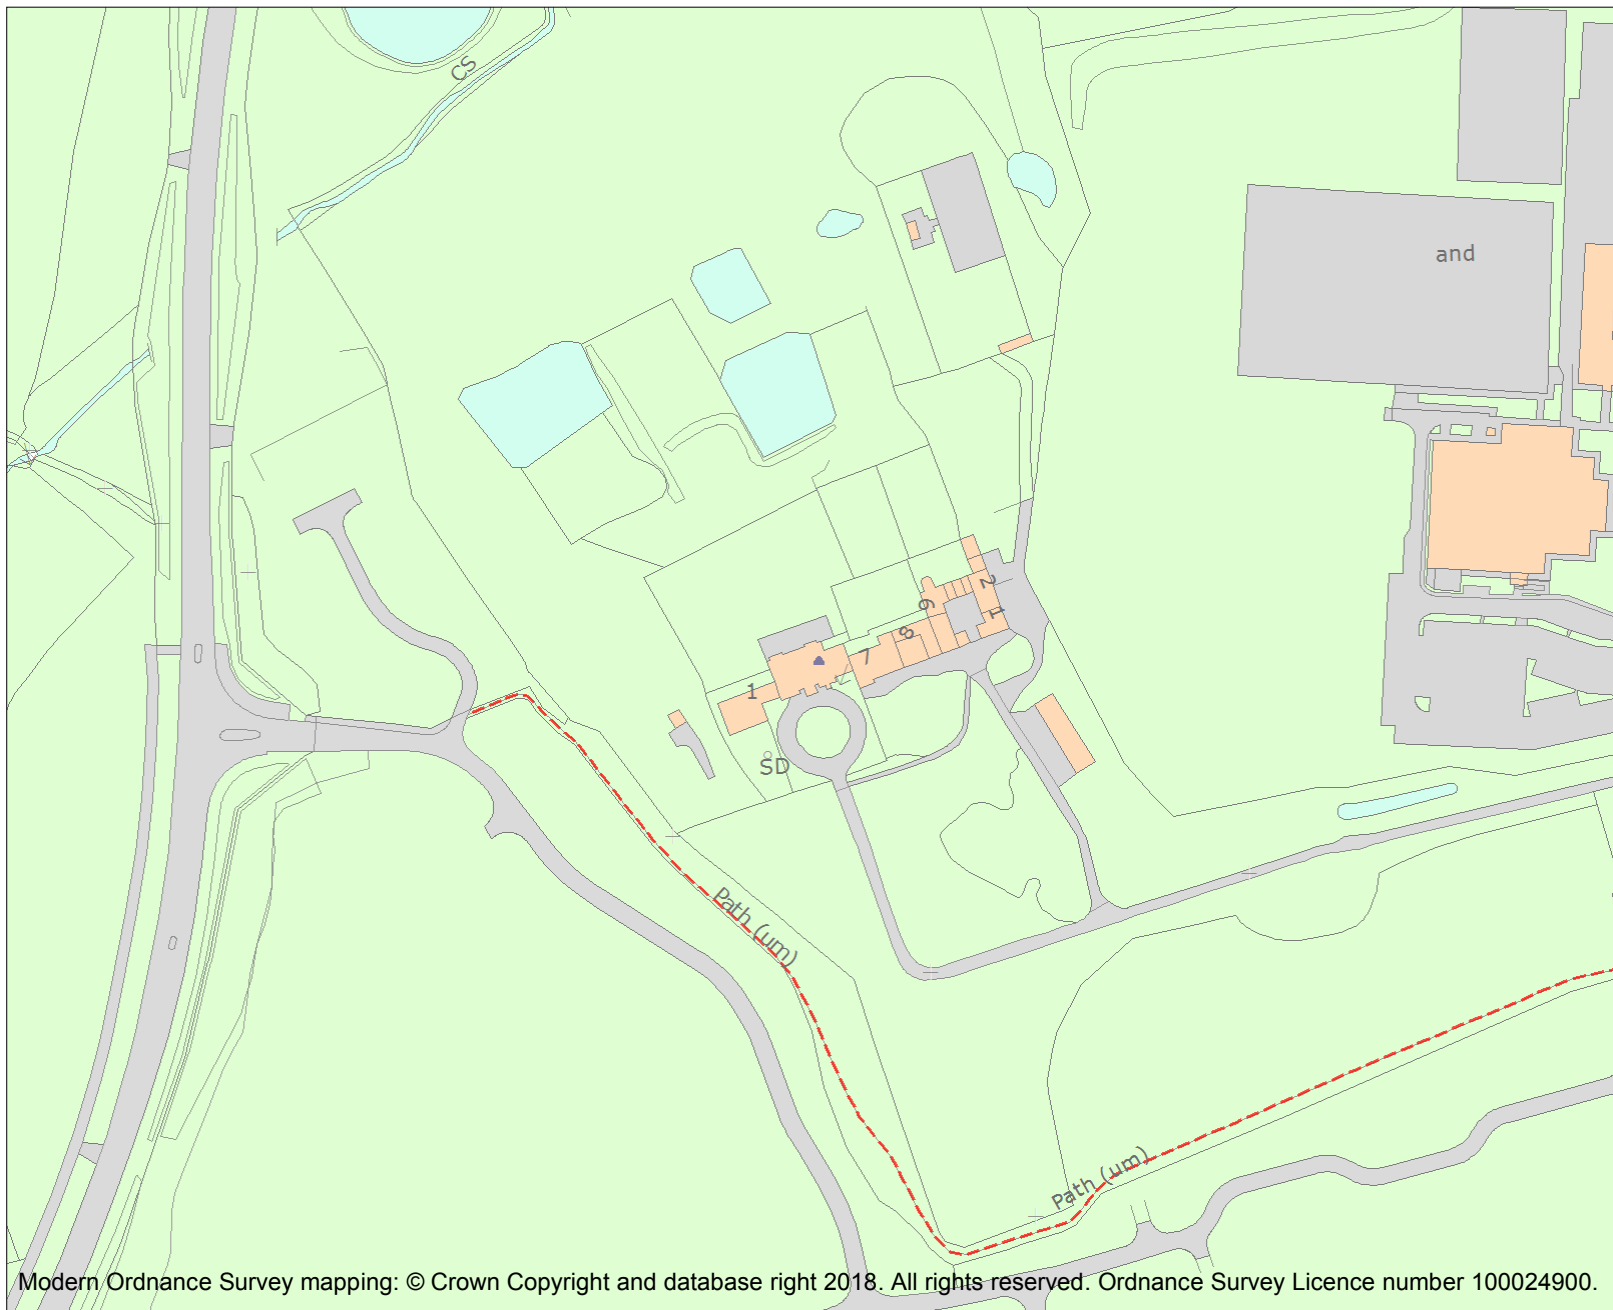 CS
and
2
6
1
8
7
1
SD
Path (um)
Path (um)
Modern Ordnance Survey mapping: © Crown Copyright and database right 2018. All rights reserved. Ordnance Survey Licence number 100024900.